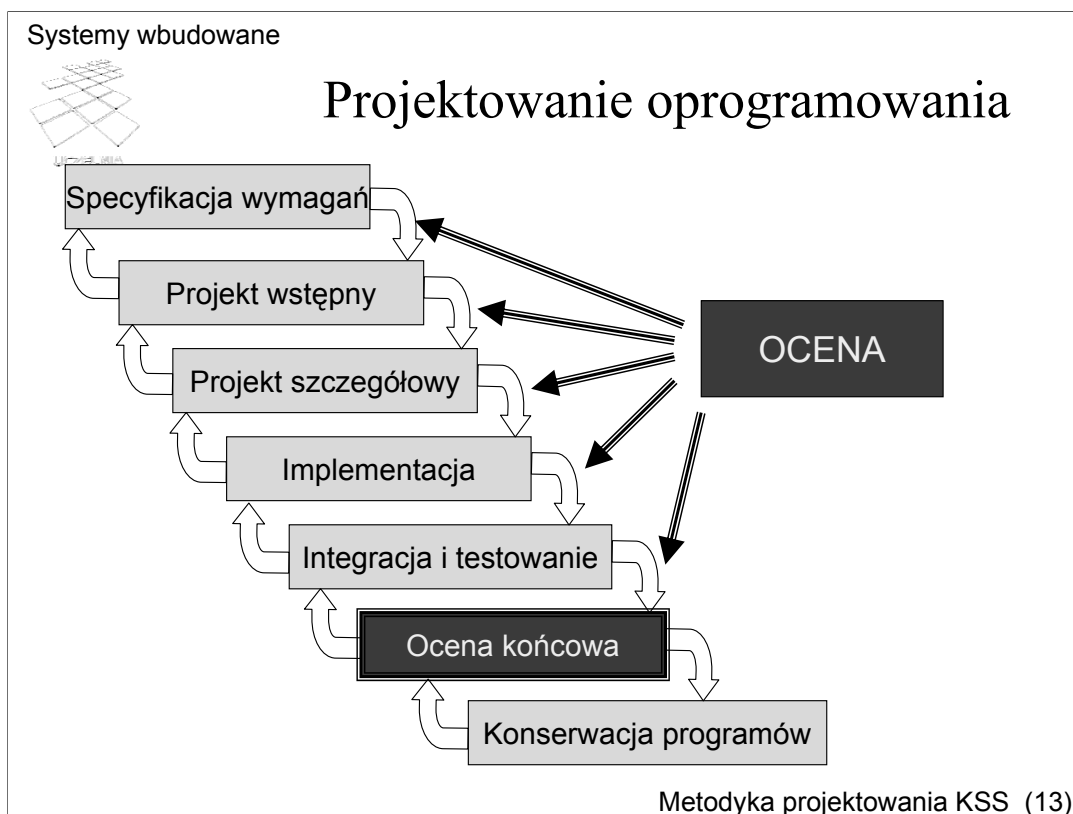 Systemy wbudowane
Projektowanie oprogramowania
UCZELNIA
Specyfikacja wymagań
Projekt wstępny
OCENA
Projekt szczegółowy
Implementacja
Integracja i testowanie
Ocena końcowa
Konserwacja programów
Metodyka projektowania KSS (13)